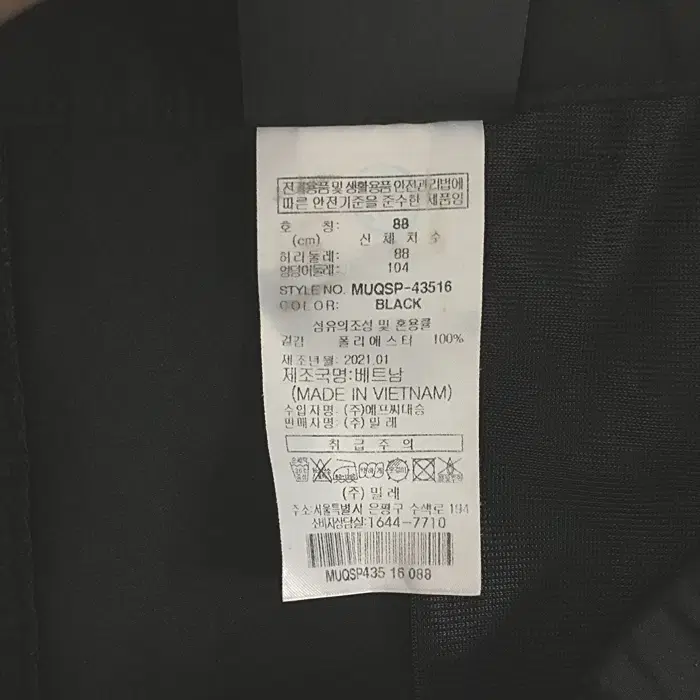 전기용품및 생활용품 안전관리법에
따른 안전기준을 준수한 제품임
호 칭: 88
(cm) 신 체 치 수
허리둘레: 88
엉덩이둘레: 104
STYLE NO. MUQSP-43516
COLOR: BLACK
섬유의조성 및 혼용률
겉감 폴리에스터 100%
제조년월: 2021.01
제조국명:베트남
(MADE IN VIETNAM)
수입자명: (주)에프씨대승
판매자명: (주) 밀레
취 급 주 의
(주) 밀레
주소:서울특별시 은평구 수색로 194
소비자상담실:1644-7710
MUQSP435 16 088